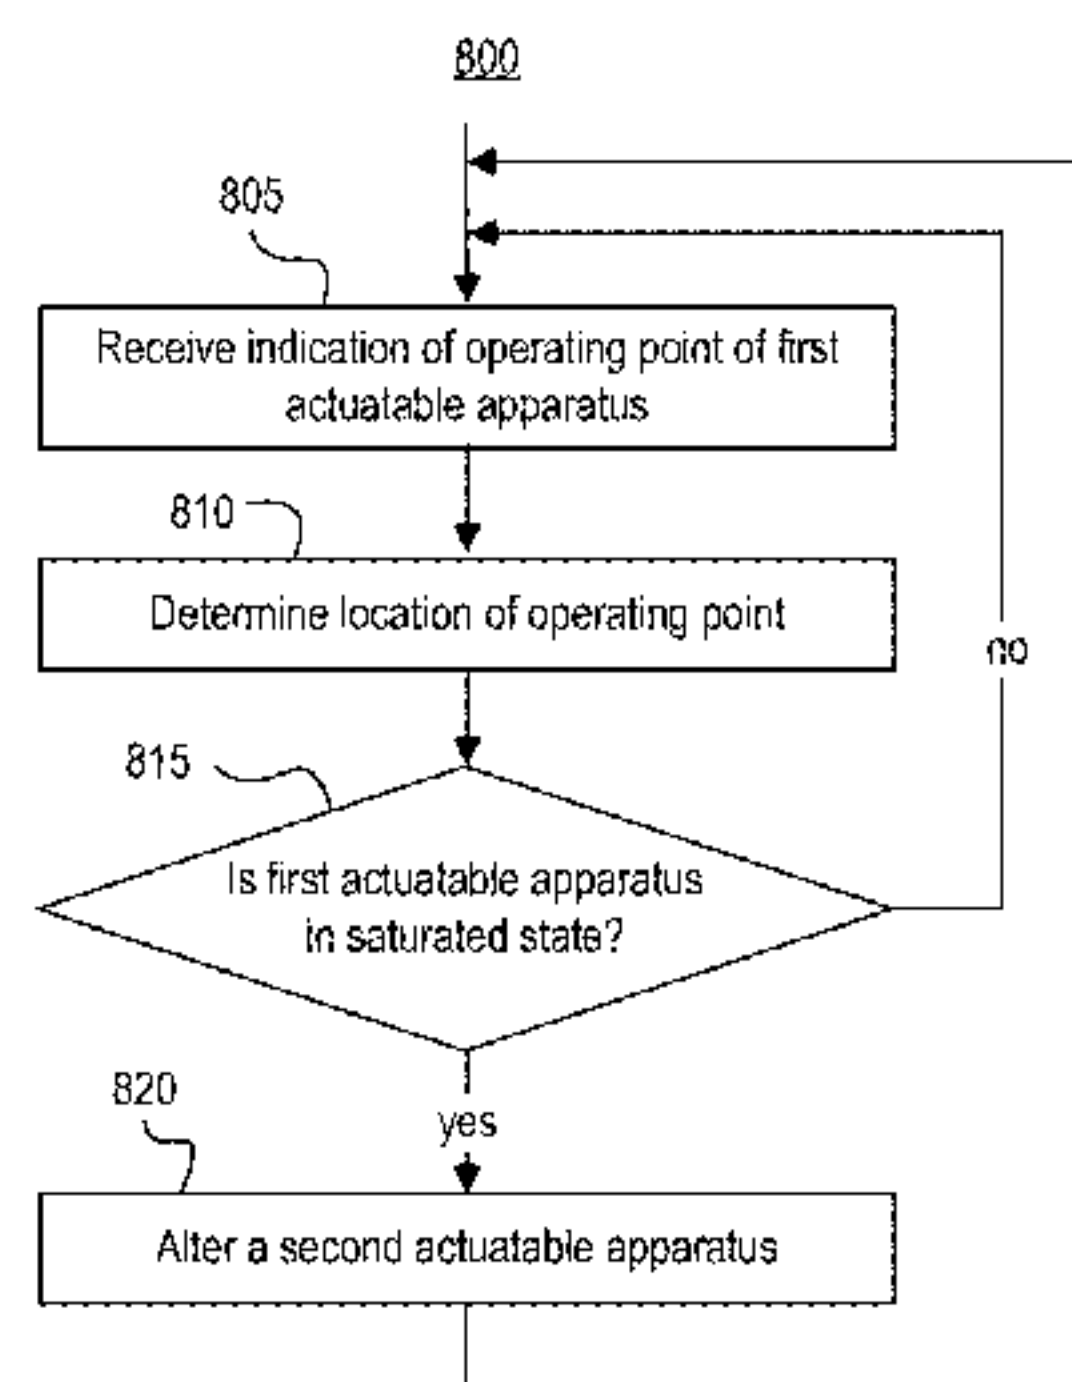 800
805
Receive indication of operating point of first
actuatable apparatus
810
Determine location of operating point
no
815
Is first actuatable apparatus
in saturated state?
820
yes
Alter a second actuatable apparatus